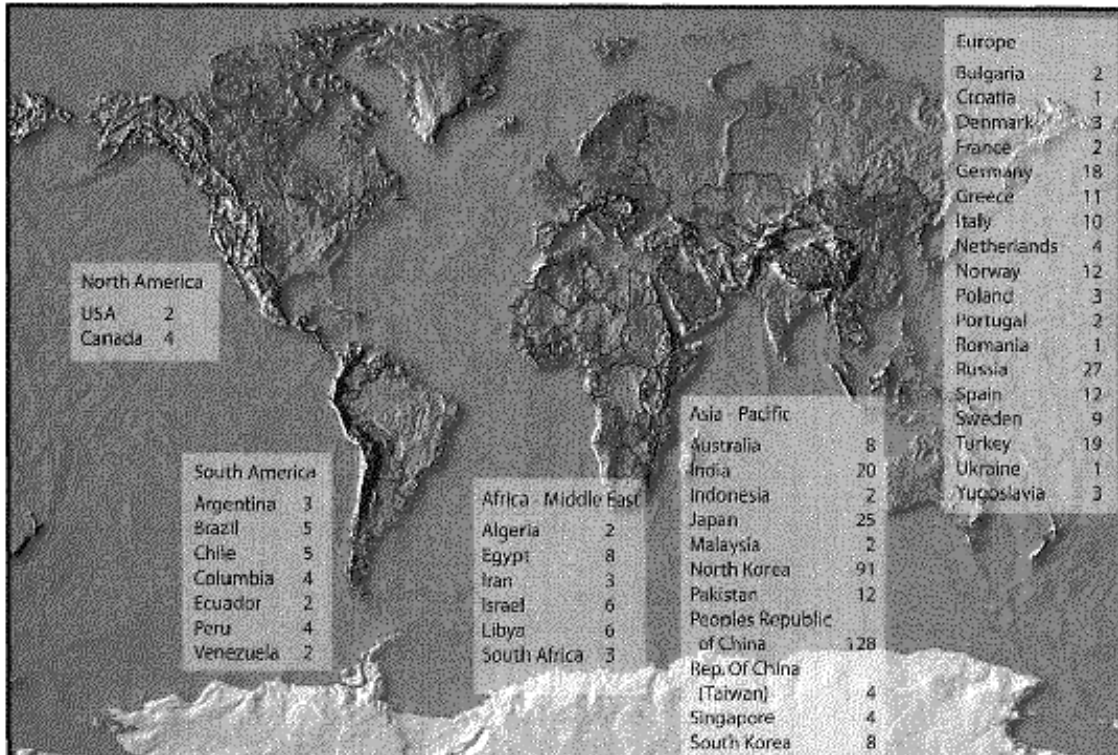 North America
USA 2
Canada 4
South America
Argentina 3
Brazil 5
Chile 5
Columbia 4
Ecuador 2
Peru 4
Venezuela 2
Africa - Middle East
Algeria 2
Egypt 8
Iran 3
Israel 6
Libya 6
South Africa 3
Asia - Pacific
Australia 8
India 20
Indonesia 2
Japan 25
Malaysia 2
North Korea 91
Pakistan 12
Peoples Republic
of China 128
Rep. Of China
(Taiwan) 4
Singapore 4
South Korea 8
Europe
Bulgaria 2
Croatia 1
Denmark 3
France 2
Germany 18
Greece 11
Italy 10
Netherlands 4
Norway 12
Poland 3
Portugal 2
Romania 1
Russia 27
Spain 12
Sweden 9
Turkey 19
Ukraine 1
Yugoslavia 3